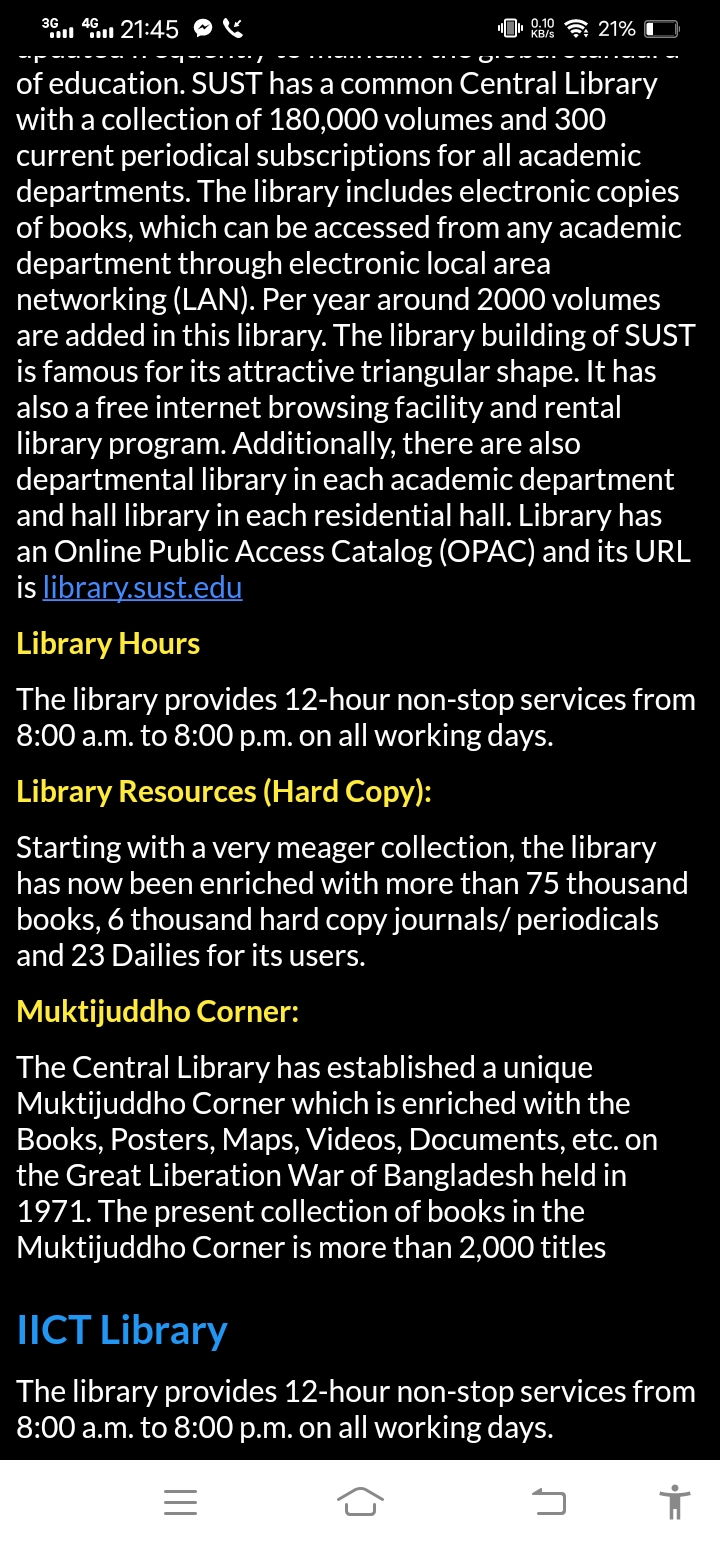 3G 4G 21:45 0.10 KB/s 21%
of education. SUST has a common Central Library
with a collection of 180,000 volumes and 300
current periodical subscriptions for all academic
departments. The library includes electronic copies
of books, which can be accessed from any academic
department through electronic local area
networking (LAN). Per year around 2000 volumes
are added in this library. The library building of SUST
is famous for its attractive triangular shape. It has
also a free internet browsing facility and rental
library program. Additionally, there are also
departmental library in each academic department
and hall library in each residential hall. Library has
an Online Public Access Catalog (OPAC) and its URL
is library.sust.edu
Library Hours
The library provides 12-hour non-stop services from
8:00 a.m. to 8:00 p.m. on all working days.
Library Resources (Hard Copy):
Starting with a very meager collection, the library
has now been enriched with more than 75 thousand
books, 6 thousand hard copy journals/ periodicals
and 23 Dailies for its users.
Muktijuddho Corner:
The Central Library has established a unique
Muktijuddho Corner which is enriched with the
Books, Posters, Maps, Videos, Documents, etc. on
the Great Liberation War of Bangladesh held in
1971. The present collection of books in the
Muktijuddho Corner is more than 2,000 titles
IICT Library
The library provides 12-hour non-stop services from
8:00 a.m. to 8:00 p.m. on all working days.